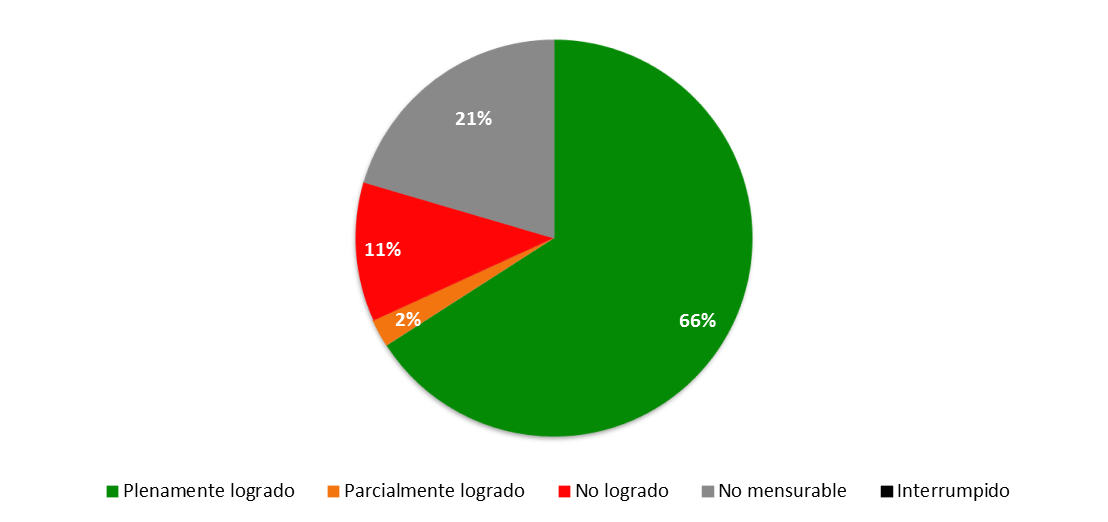 21%
11%
2%
66%
Plenamente logrado Parcialmente logrado No logrado No mensurable Interrumpido